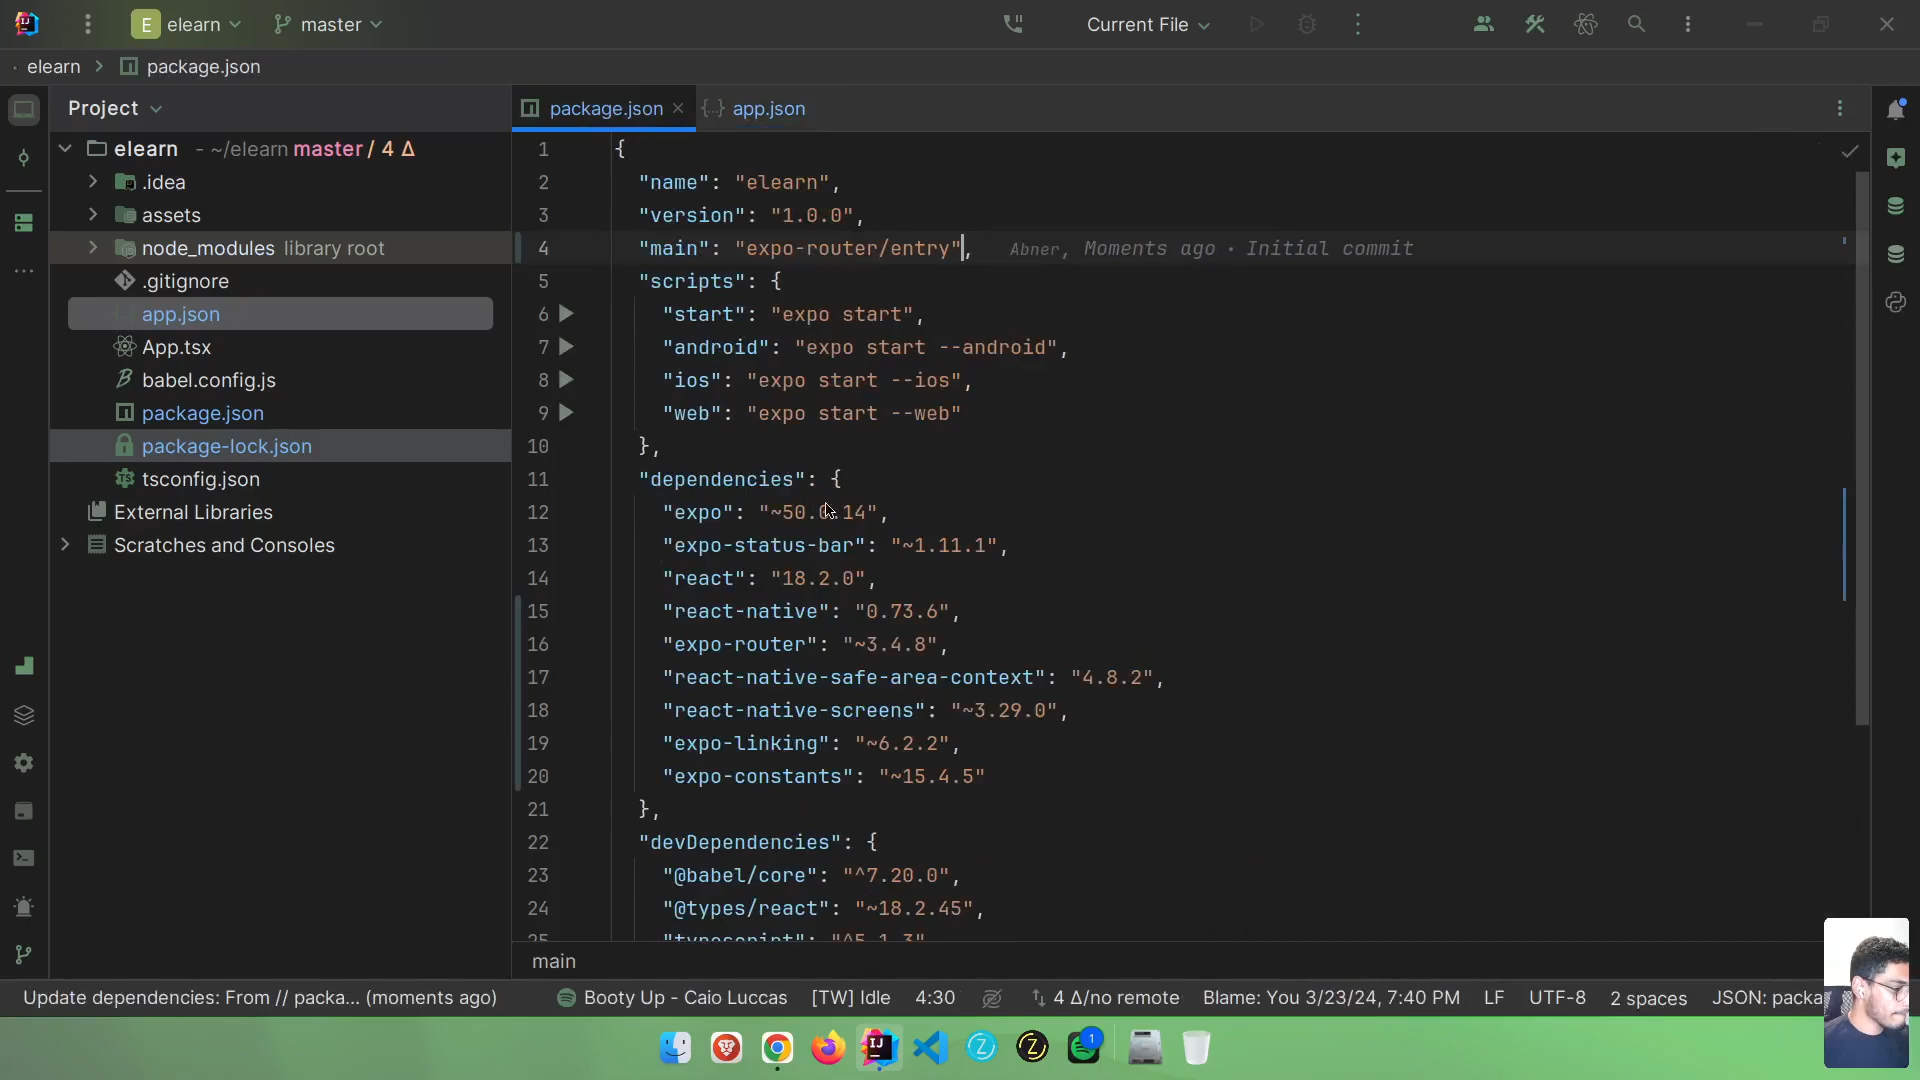 E elearn master Current File
elearn package.json
Project package.json app.json
elearn - ~/elearn master / 4 Δ
.idea
assets
node_modules library root
.gitignore
app.json
App.tsx
babel.config.js
package.json
package-lock.json
tsconfig.json
External Libraries
Scratches and Consoles
1 {
2 "name": "elearn",
3 "version": "1.0.0",
4 "main": "expo-router/entry", Abner, Moments ago • Initial commit
5 "scripts": {
6 "start": "expo start",
7 "android": "expo start --android",
8 "ios": "expo start --ios",
9 "web": "expo start --web"
10 },
11 "dependencies": {
12 "expo": "~50.0.14",
13 "expo-status-bar": "~1.11.1",
14 "react": "18.2.0",
15 "react-native": "0.73.6",
16 "expo-router": "~3.4.8",
17 "react-native-safe-area-context": "4.8.2",
18 "react-native-screens": "~3.29.0",
19 "expo-linking": "~6.2.2",
20 "expo-constants": "~15.4.5"
21 },
22 "devDependencies": {
23 "@babel/core": "^7.20.0",
24 "@types/react": "~18.2.45",
25 "typescript": "^5.1.3"
main
Update dependencies: From // packa... (moments ago) Booty Up - Caio Luccas [TW] Idle 4:30 4 Δ/no remote Blame: You 3/23/24, 7:40 PM LF UTF-8 2 spaces JSON: packa
IJ Z Z 1